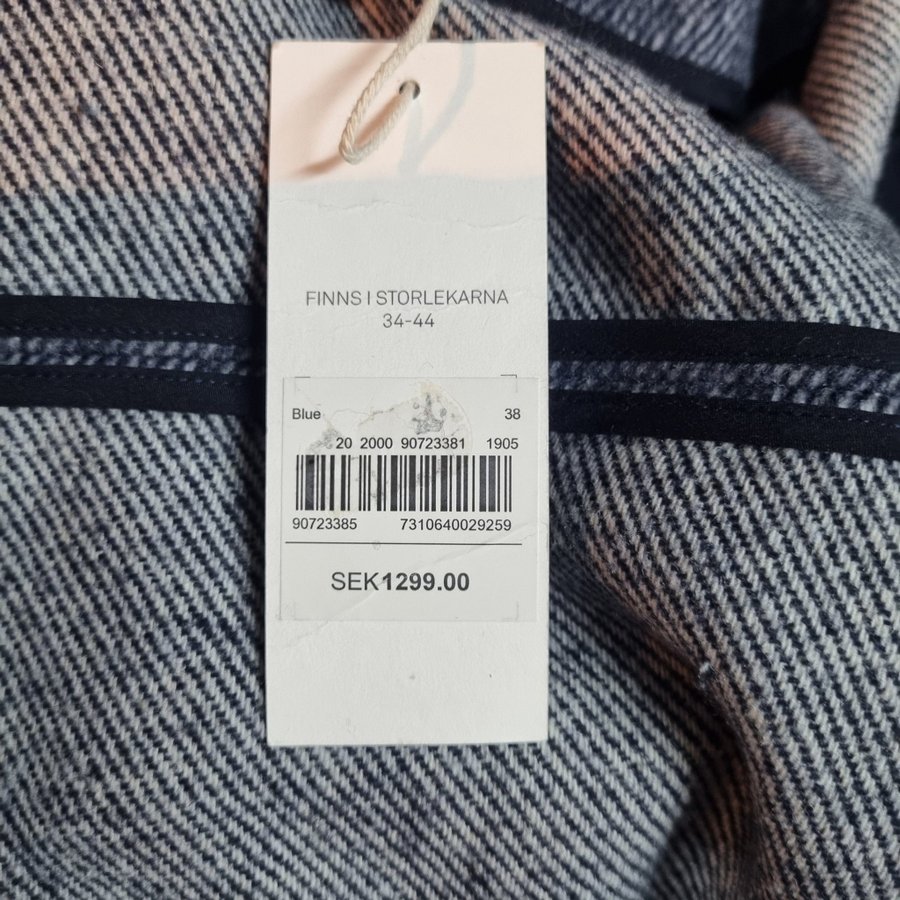 FINNS I STORLEKARNA
34-44
Blue 38
20 2000 90723381 1905
90723385 7310640029259
SEK1299.00